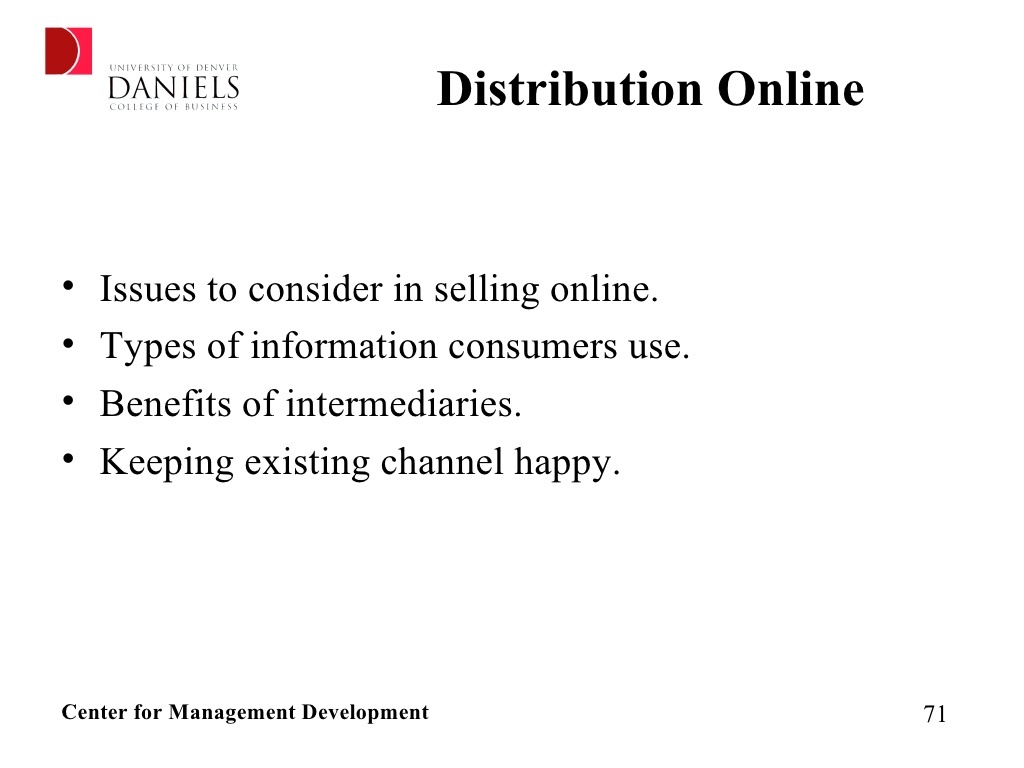 UNIVERSITY OF DENVER
DANIELS
COLLEGE OF BUSINESS
Distribution Online
• Issues to consider in selling online.
• Types of information consumers use.
• Benefits of intermediaries.
• Keeping existing channel happy.
Center for Management Development
71